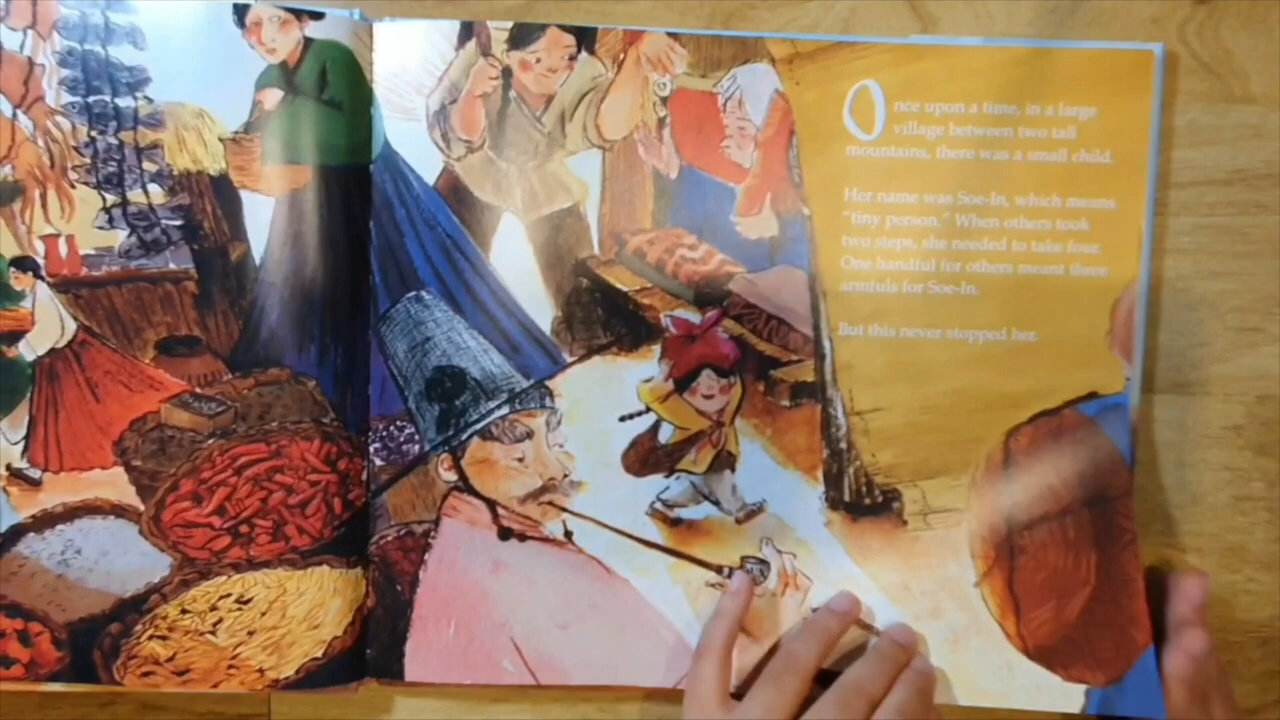 Once upon a time, in a large
village between two tall
mountains, there was a small child.
Her name was Soe-In, which means
"tiny person." When others took
two steps, she needed to take four.
One handful for others meant three
armfuls for Soe-In.
But this never stopped her.